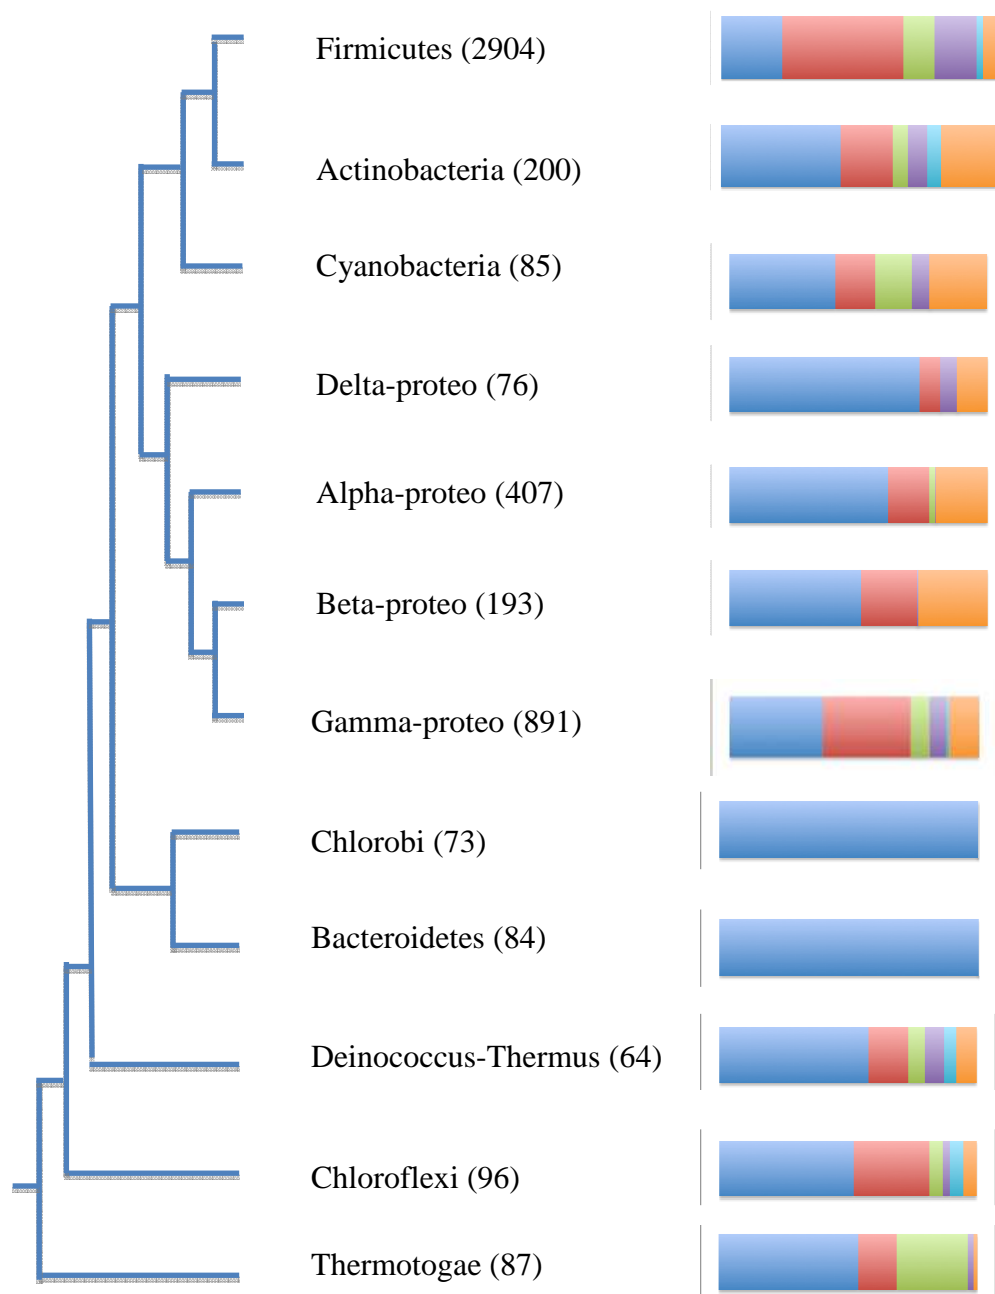 Firmicutes (2904)
Actinobacteria (200)
Cyanobacteria (85)
Delta-proteo (76)
Alpha-proteo (407)
Beta-proteo (193)
Gamma-proteo (891)
Chlorobi (73)
Bacteroidetes (84)
Deinococcus-Thermus (64)
Chloroflexi (96)
Thermotogae (87)